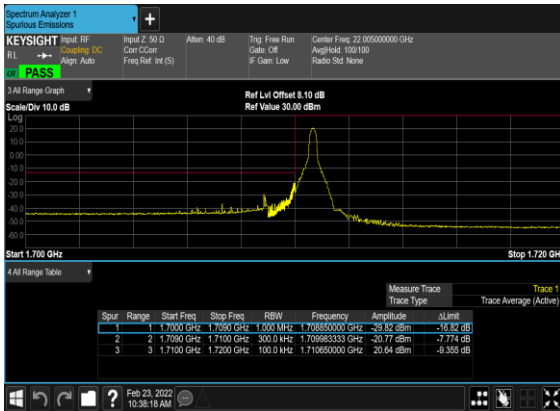 Spectrum Analyzer 1
Spurious Emissions
KEYSIGHT
Input: RF
Coupling: DC
Align: Auto
Input Z: 50 Ω
Corr CCorr
Freq Ref: Int (S)
Atten: 40 dB
Trig: Free Run
Gate: Off
IF Gain: Low
Center Freq: 22.005000000 GHz
Avg|Hold: 100/100
Radio Std: None
RL
PASS
3 All Range Graph
Scale/Div 10.0 dB
Ref Lvl Offset 8.10 dB
Ref Value 30.00 dBm
Log
20.0
10.0
0.00
-10.0
-20.0
-30.0
-40.0
-50.0
-60.0
Start 1.700 GHz
Stop 1.720 GH
4 All Range Table
Measure Trace Trace 1
Trace Type Trace Average (Active)
Spur Range Start Freq Stop Freq RBW Frequency Amplitude ΔLimit
1 1 1.7000 GHz 1.7090 GHz 1.000 MHz 1.708850000 GHz -29.82 dBm -16.82 dB
2 2 1.7090 GHz 1.7100 GHz 300.0 kHz 1.709983333 GHz -20.77 dBm -7.774 dB
3 3 1.7100 GHz 1.7200 GHz 100.0 kHz 1.710650000 GHz 20.64 dBm -9.355 dB
?
Feb 23, 2022
10:38:18 AM